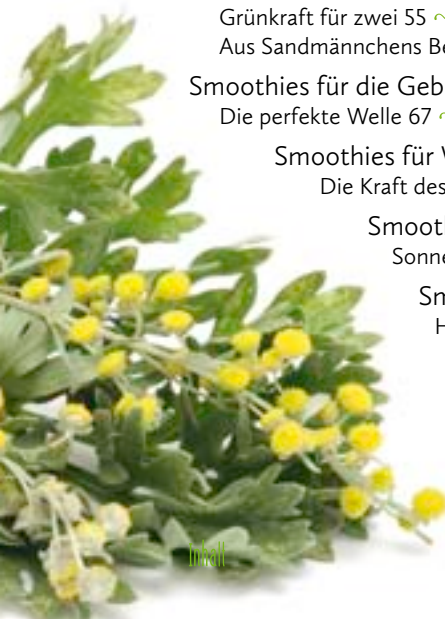 Grünkraft für zwei 55 ~
Aus Sandmännchens Be
Smoothies für die Geb
Die perfekte Welle 67 ~
Smoothies für
Die Kraft des
Smoot
Sonne
Sm
H
Inhalt